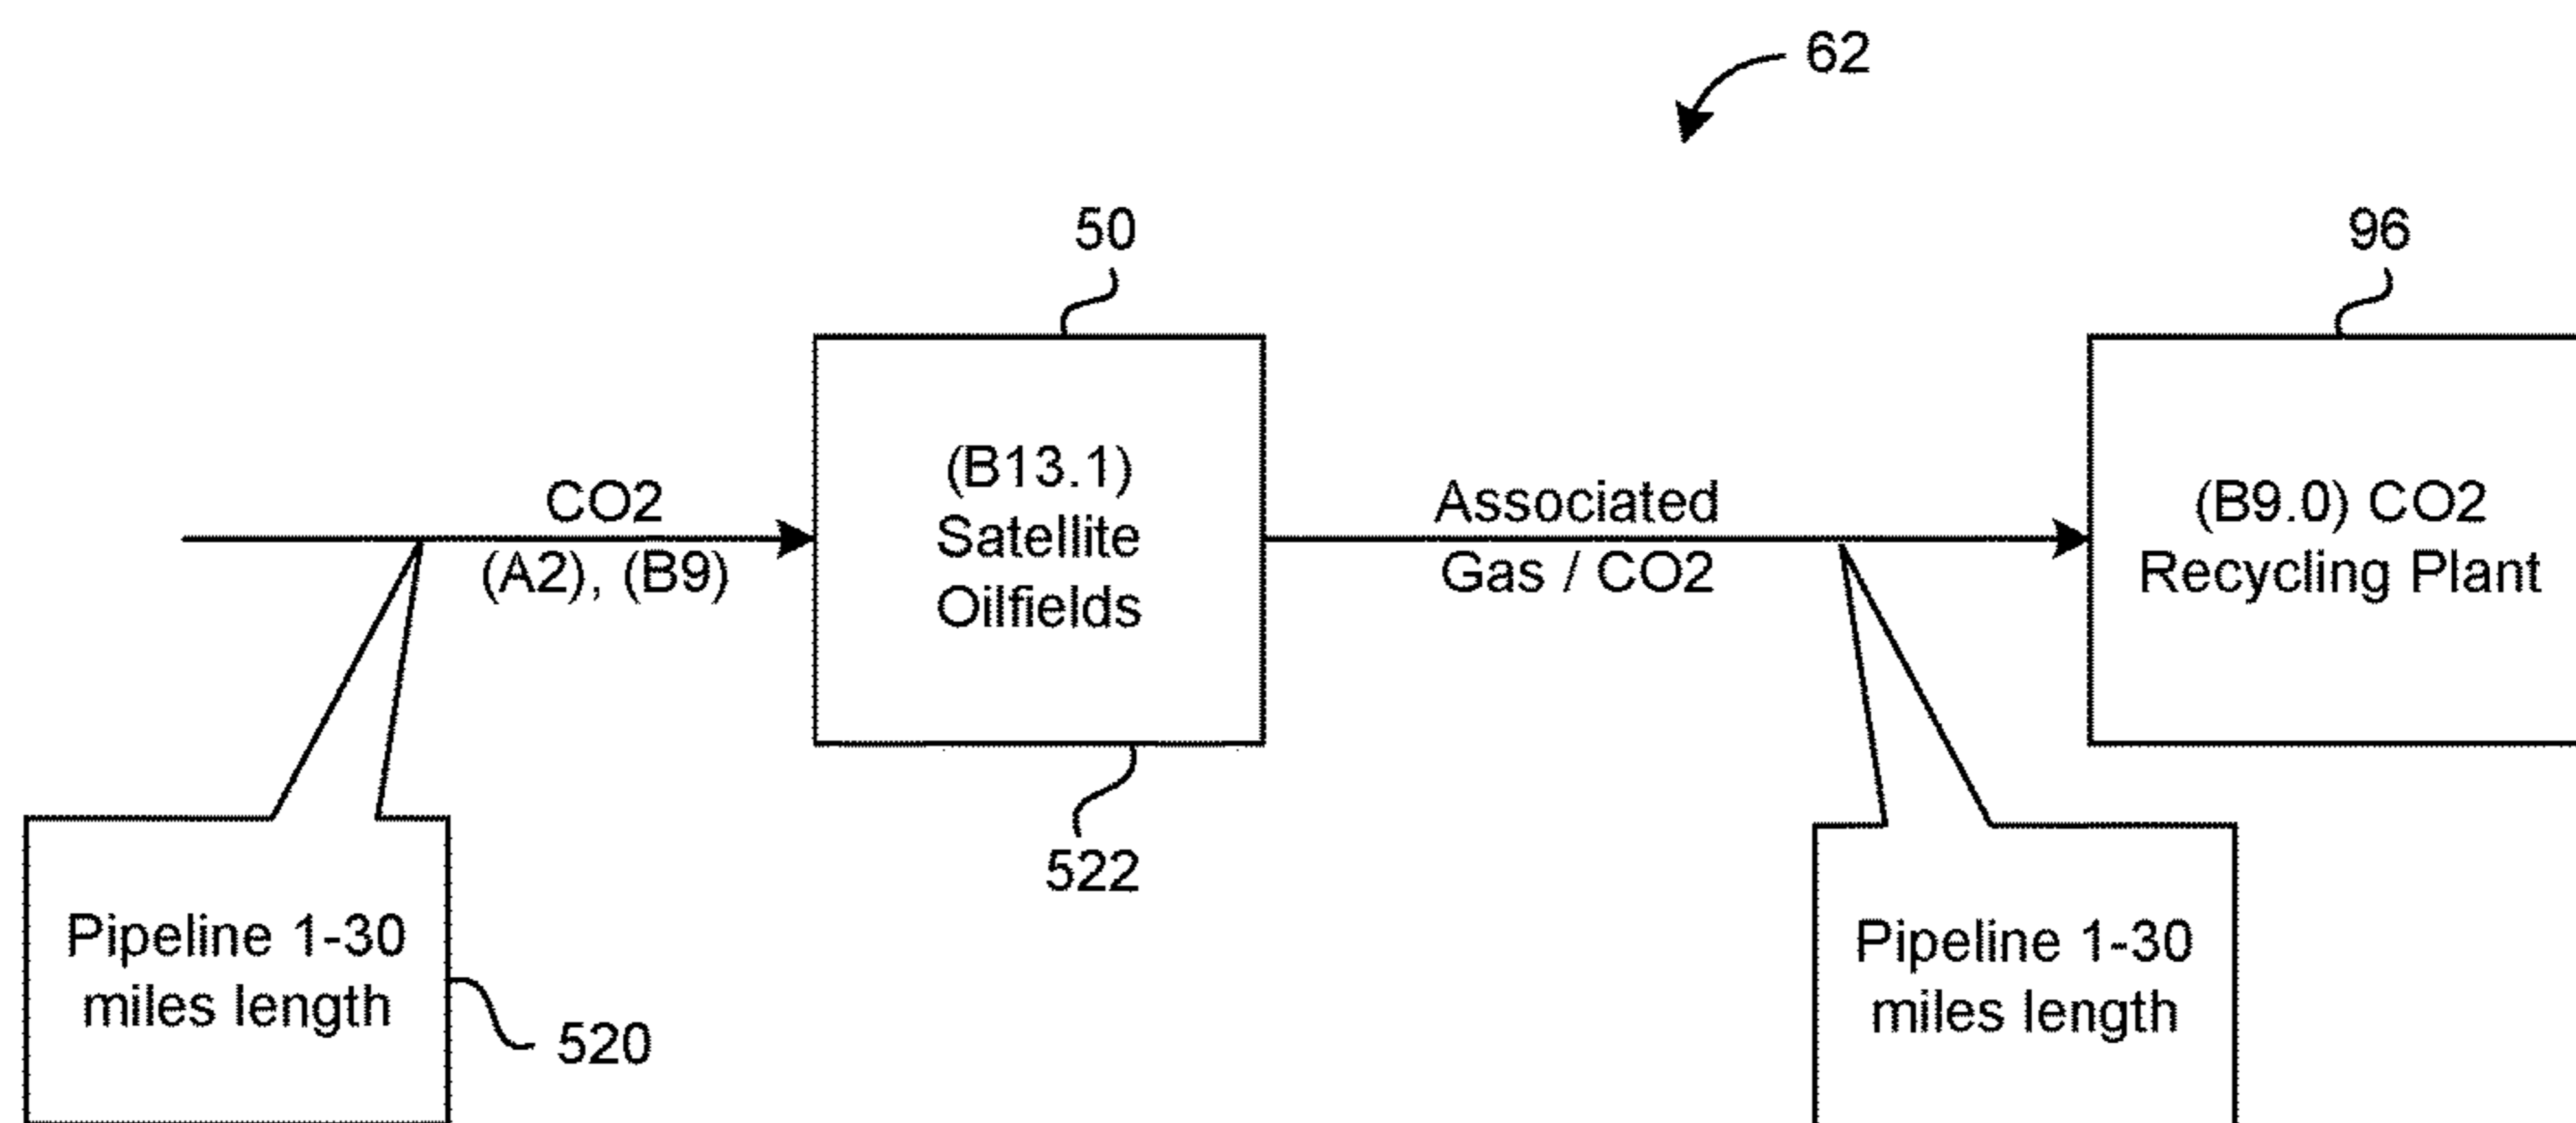 62
50
96
CO2
(A2), (B9)
(B13.1)
Satellite
Oilfields
Associated
Gas / CO2
(B9.0) CO2
Recycling Plant
522
Pipeline 1-30
miles length
520
Pipeline 1-30
miles length